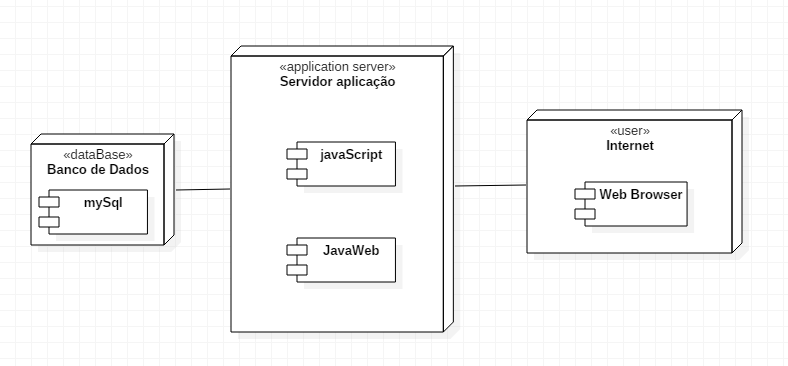 «dataBase»
Banco de Dados
mySql
«application server»
Servidor aplicação
javaScript
JavaWeb
«user»
Internet
Web Browser